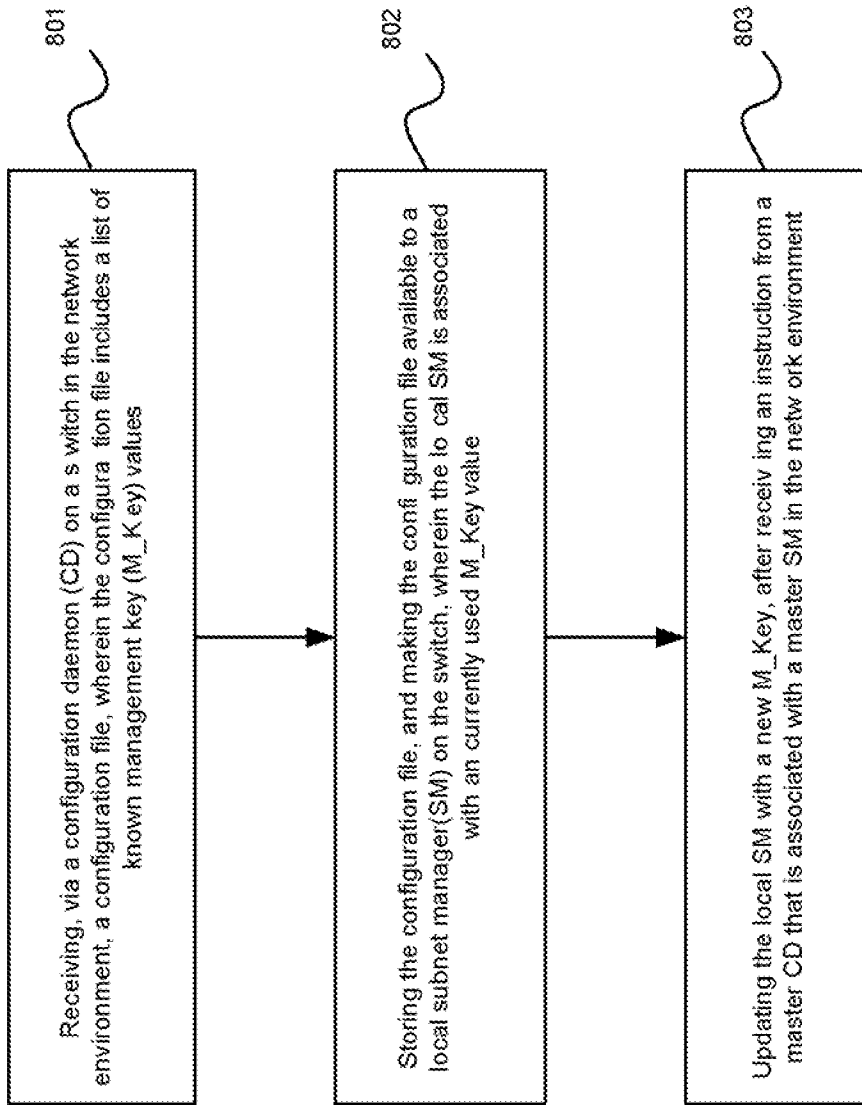 Receiving, via a configuration daemon (CD) on a s witch in the network
environment, a configuration file, wherein the configura tion file includes a list of
known management key (M_K ey) values
801
Storing the configuration file, and making the confi guration file available to a
local subnet manager(SM) on the switch, wherein the lo cal SM is associated
with an currently used M_Key value
802
Updating the local SM with a new M_Key, after receiv ing an instruction from a
master CD that is associated with a master SM in the netw ork environment
803